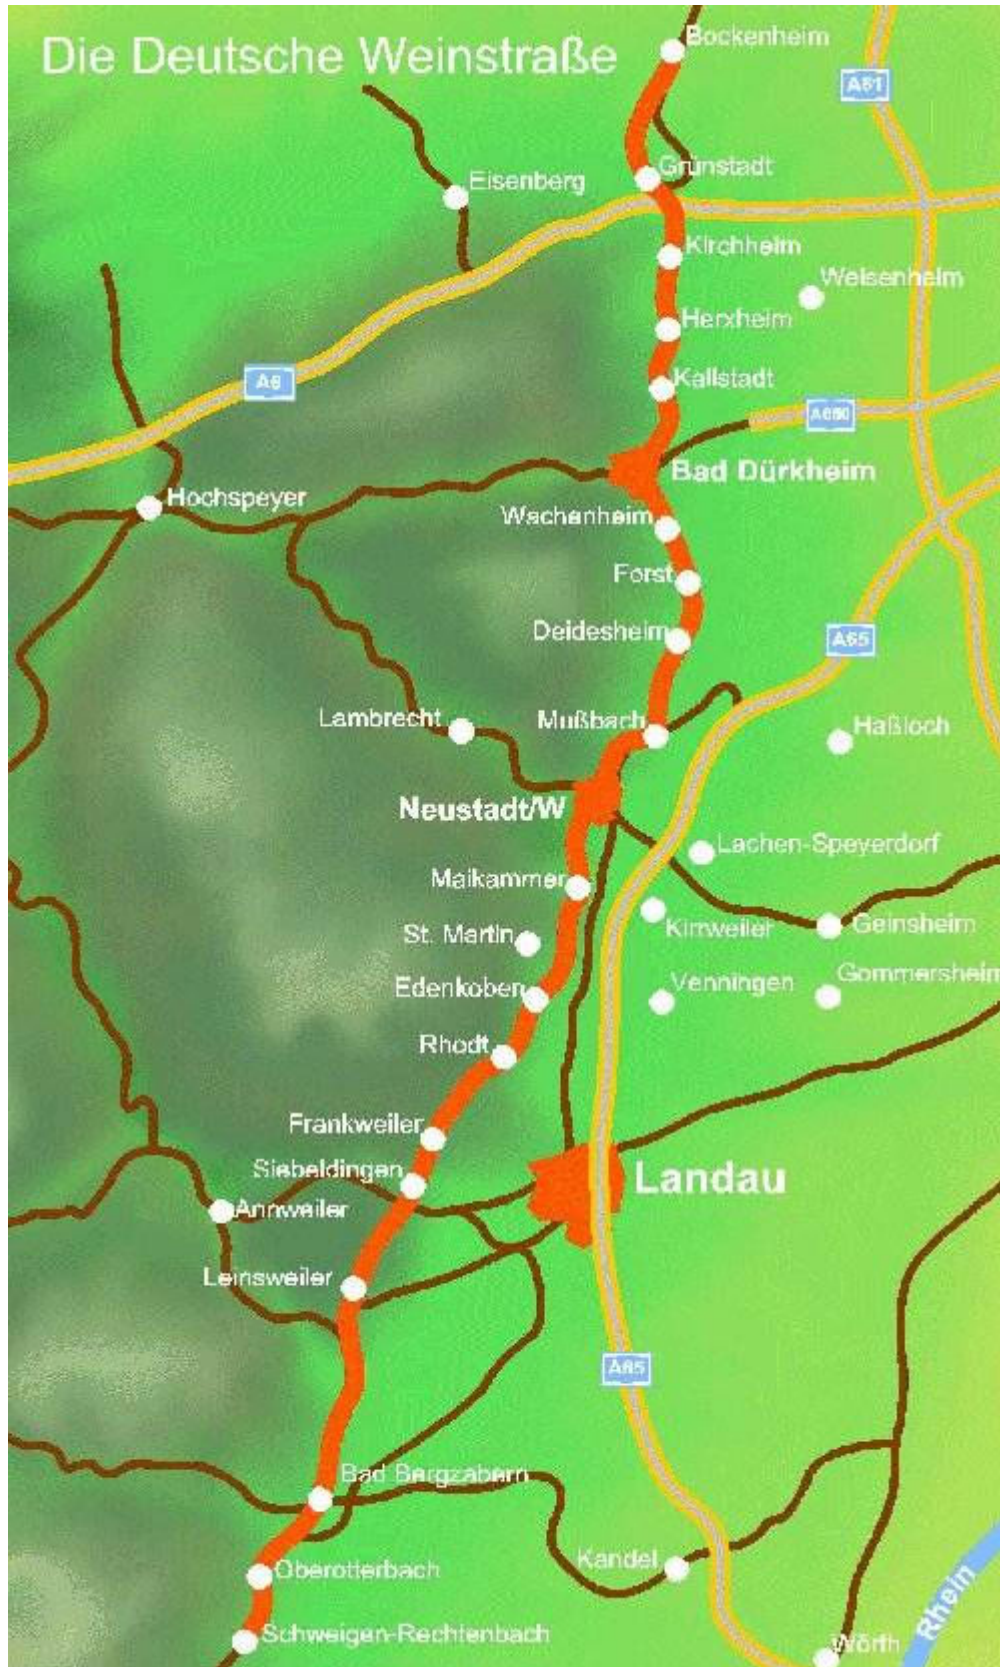 Die Deutsche Weinstraße
Bockenheim
A61
Grünstadt
Eisenberg
Kirchheim
Weisenheim
Herxheim
A6
Kallstadt
A650
Bad Dürkheim
Hochspeyer
Wachenheim
Forst
Deidesheim
A65
Lambrecht
Mußbach
Haßloch
Neustadt/W
Lachen-Speyerdorf
Maikammer
Kirrweiler
Geinsheim
St. Martin
Edenkoben
Venningen
Gommersheim
Rhodt
Frankweiler
Siebeldingen
Landau
Annweiler
Leinsweiler
A65
Bad Bergzabern
Kandel
Oberotterbach
Rhein
Schweigen-Rechtenbach
Wörth